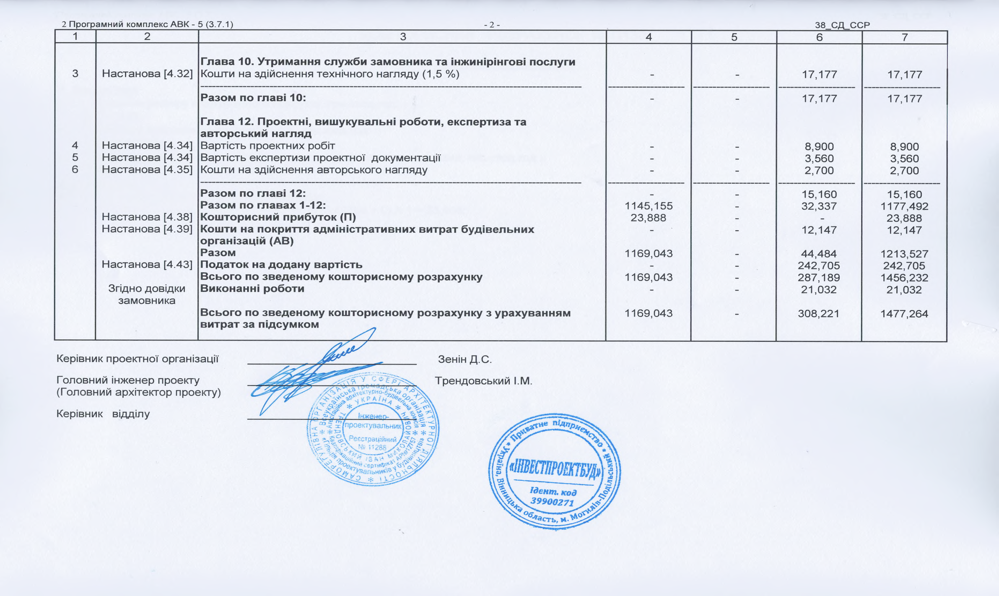 2 Програмний комплекс АВК - 5 (3.7.1) - 2 - 38_СД_ССР
1 2 3 4 5 6 7
Глава 10. Утримання служби замовника та інжинірінгові послуги
3 Настанова [4.32] Кошти на здійснення технічного нагляду (1,5 %) - - 17,177 17,177
Разом по главі 10: - - 17,177 17,177
Глава 12. Проектні, вишукувальні роботи, експертиза та
авторський нагляд
4 Настанова [4.34] Вартість проектних робіт - - 8,900 8,900
5 Настанова [4.34] Вартість експертизи проектної документації - - 3,560 3,560
6 Настанова [4.35] Кошти на здійснення авторського нагляду - - 2,700 2,700
Разом по главі 12: - - 15,160 15,160
Разом по главах 1-12: 1145,155 - 32,337 1177,492
Настанова [4.38] Кошторисний прибуток (П) 23,888 - - 23,888
Настанова [4.39] Кошти на покриття адміністративних витрат будівельних - - 12,147 12,147
організацій (АВ)
Разом 1169,043 - 44,484 1213,527
Настанова [4.43] Податок на додану вартість - - 242,705 242,705
Всього по зведеному кошторисному розрахунку 1169,043 - 287,189 1456,232
Згідно довідки Виконанні роботи - - 21,032 21,032
замовника
Всього по зведеному кошторисному розрахунку з урахуванням 1169,043 - 308,221 1477,264
витрат за підсумком
Керівник проектної організації Зенін Д.С.
Головний інженер проекту Трендовський І.М.
(Головний архітектор проекту)
Керівник відділу
САМОРЕГУЛІВНА ОРГАНІЗАЦІЯ У СФЕРІ АРХІТЕКТУРНОЇ ДІЯЛЬНОСТІ *
* Всеукраїнська громадська організація * «Гільдія проектувальників у будівництві»
* Атестаційна архітектурно-будівельна комісія * Кваліфікаційний сертифікат АР№12757
* УКРАЇНА * ТРЕНДОВСЬКИЙ ІВАН МИКОЛАЙОВИЧ
Інженер-
проектувальник
Реєстраційний
№ 11288
* Приватне підприємство •
Україна, Вінницька область, м. Могилів-Подільський •
«ІНВЕСТПРОЕКТБУД»
Ідент. код
39900271